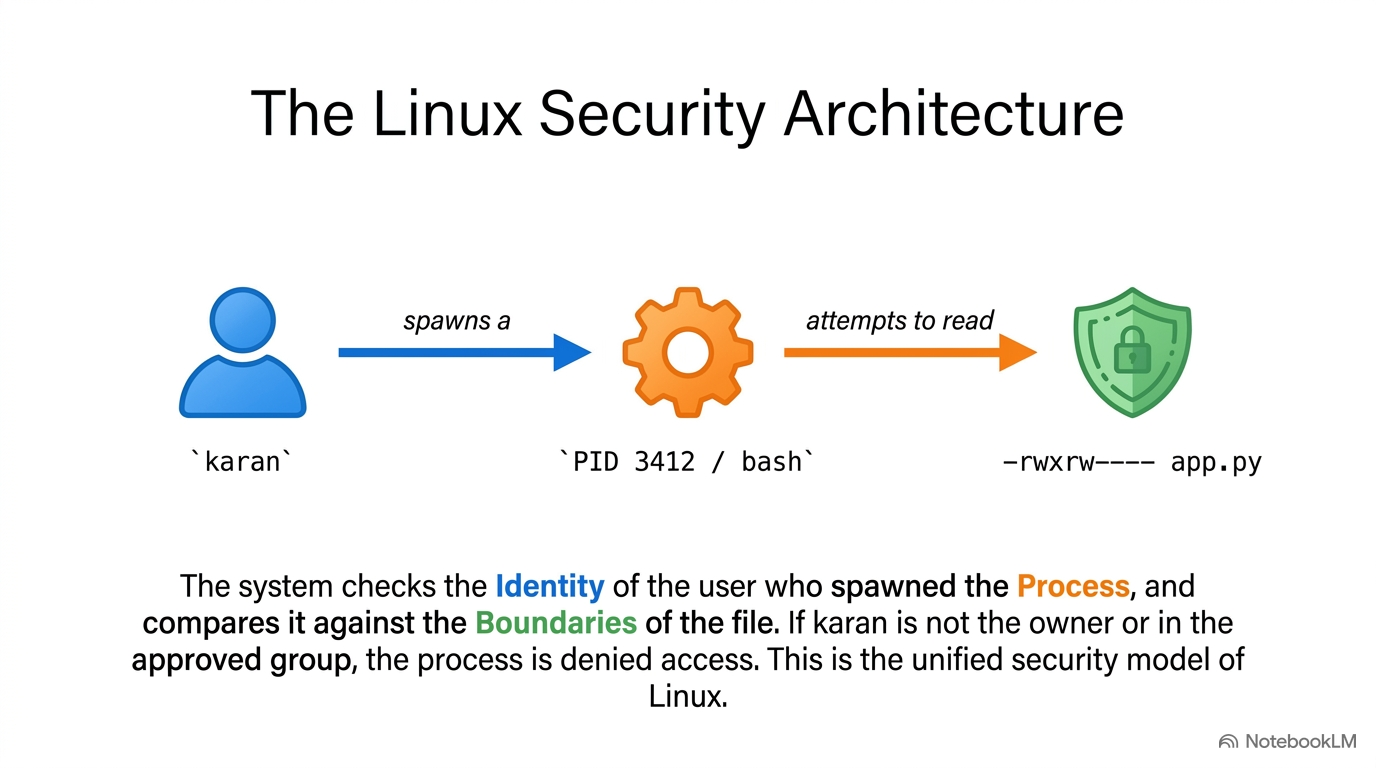 The Linux Security Architecture
spawns a
attempts to read
`karan`
`PID 3412 / bash`
-rwxrw---- app.py
The system checks the Identity of the user who spawned the Process, and
compares it against the Boundaries of the file. If karan is not the owner or in the
approved group, the process is denied access. This is the unified security model of
Linux.
NotebookLM